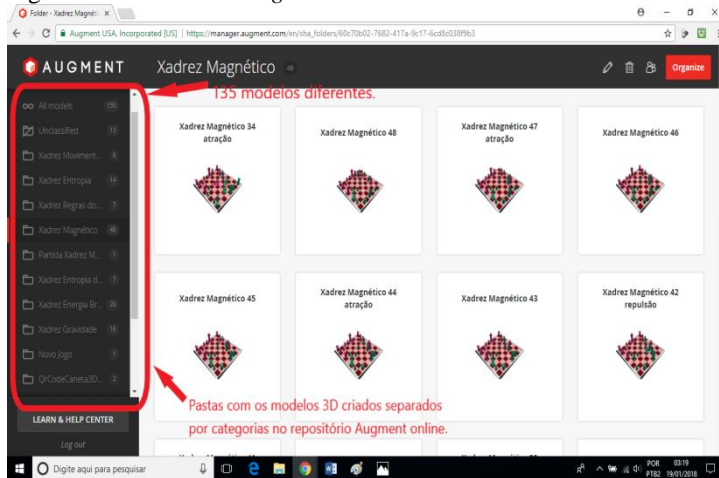 Folder - Xadrez Magnéti
Augment USA, Incorporated [US] | https://manager.augment.com/en/sha_folders/60c70b02-7682-417a-9c17-6cd8c038f9b3
AUGMENT
Xadrez Magnético 48
Organize
135 modelos diferentes.
All models 135
Unclassified 13
Xadrez Movement... 6
Xadrez Entropia 14
Xadrez Regras do... 7
Xadrez Magnético 48
Partida Xadrez M... 1
Xadrez Entropia d... 7
Xadrez Energia Br... 20
Xadrez Gravidade 16
Novo Jogo 1
QrCodeCaneta3D... 2
LEARN & HELP CENTER
Log out
Xadrez Magnético 34
atração
Xadrez Magnético 48
Xadrez Magnético 47
atração
Xadrez Magnético 46
Xadrez Magnético 45
Xadrez Magnético 44
atração
Xadrez Magnético 43
Xadrez Magnético 42
repulsão
Pastas com os modelos 3D criados separados
por categorias no repositório Augment online.
Digite aqui para pesquisar
POR
PTB2
03:19
19/01/2018